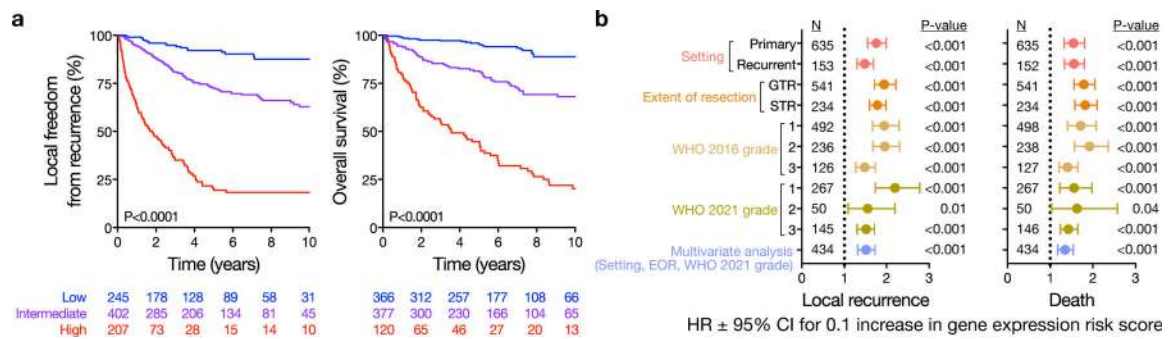 a
Local freedom from recurrence (%)
100
75
50
25
P<0.0001
0 2 4 6 8 10
Time (years)
Overall survival (%)
100
75
50
25
P<0.0001
0 2 4 6 8 10
Time (years)
Low 245 178 128 89 58 31
Intermediate 402 285 206 134 81 45
High 207 73 28 15 14 10
366 312 257 177 108 66
377 300 230 166 104 65
120 65 46 27 20 13
b
N P-value N P-value
Setting
Primary 635 <0.001 635 <0.001
Recurrent 153 <0.001 152 <0.001
Extent of resection
GTR 541 <0.001 541 <0.001
STR 234 <0.001 234 <0.001
WHO 2016 grade
1 492 <0.001 498 <0.001
2 236 <0.001 238 <0.001
3 126 <0.001 127 <0.001
WHO 2021 grade
1 267 <0.001 267 <0.001
2 50 0.01 50 0.04
3 145 <0.001 146 <0.001
Multivariate analysis 434 <0.001 434 <0.001
(Setting, EOR, WHO 2021 grade)
0 1 2 3 0 1 2 3
Local recurrence Death
HR ± 95% CI for 0.1 increase in gene expression risk score